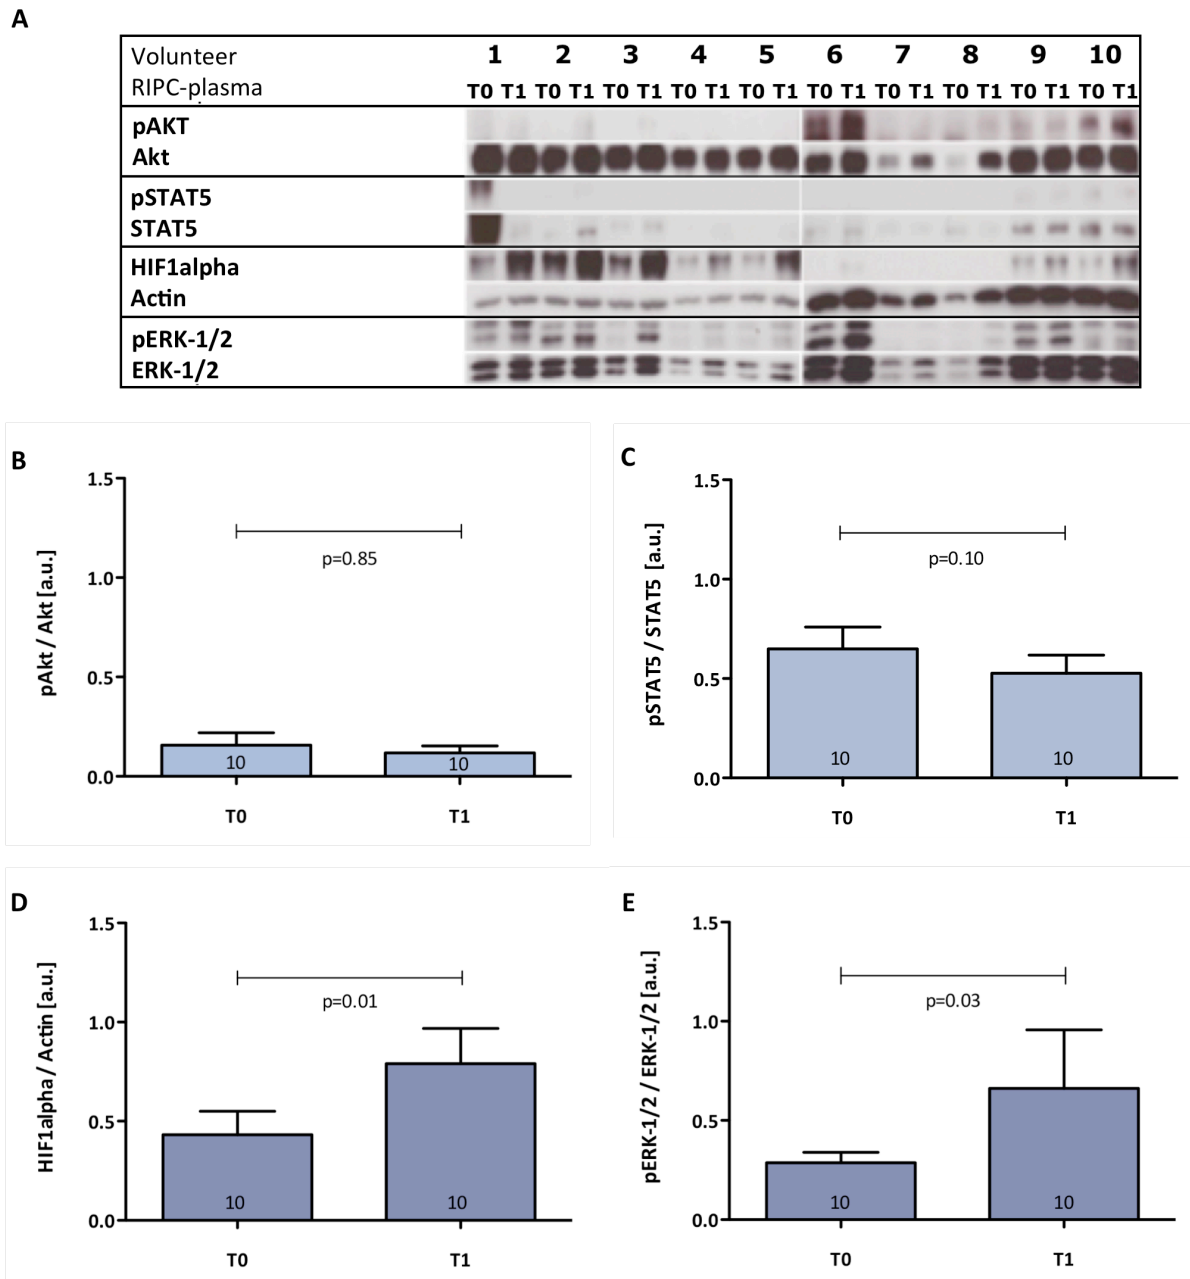 A
Volunteer 1 2 3 4 5 6 7 8 9 10
RIPC-plasma T0 T1 T0 T1 T0 T1 T0 T1 T0 T1 T0 T1 T0 T1 T0 T1 T0 T1 T0 T1
pAKT
Akt
pSTAT5
STAT5
HIF1alpha
Actin
pERK-1/2
ERK-1/2
B
pAkt / Akt [a.u.]
1.5
1.0
0.5
0.0
p=0.85
10 10
T0 T1
C
pSTAT5 / STAT5 [a.u.]
1.5
1.0
0.5
0.0
p=0.10
10 10
T0 T1
D
HIF1alpha / Actin [a.u.]
1.5
1.0
0.5
0.0
p=0.01
10 10
T0 T1
E
pERK-1/2 / ERK-1/2 [a.u.]
1.5
1.0
0.5
0.0
p=0.03
10 10
T0 T1